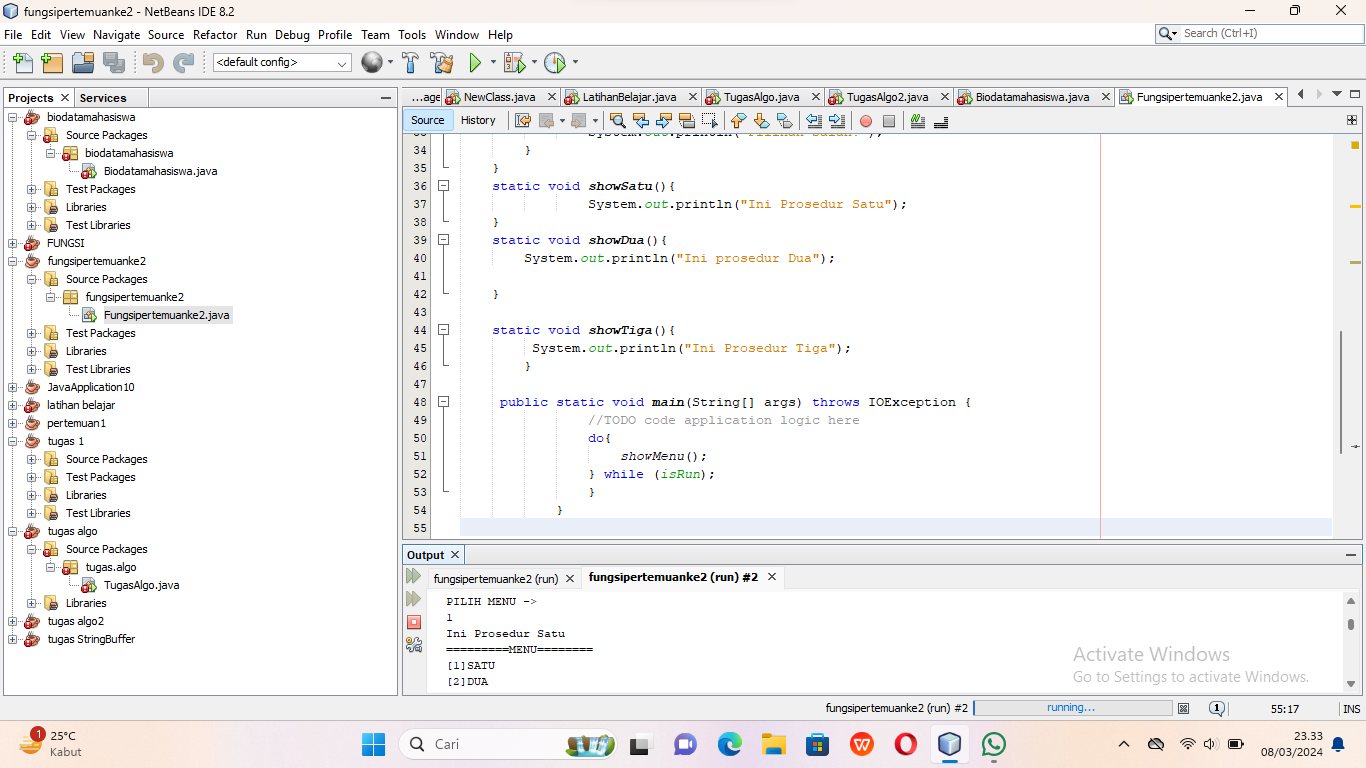 fungsipertemuanke2 - NetBeans IDE 8.2
File Edit View Navigate Source Refactor Run Debug Profile Team Tools Window Help
Search (Ctrl+I)
<default config>
Projects
Services
biodatamahasiswa
Source Packages
biodatamahasiswa
Biodatamahasiswa.java
Test Packages
Libraries
Test Libraries
FUNGSI
fungsipertemuanke2
Source Packages
fungsipertemuanke2
Fungsipertemuanke2.java
Test Packages
Libraries
Test Libraries
JavaApplication10
latihan belajar
pertemuan1
tugas 1
Source Packages
Test Packages
Libraries
Test Libraries
tugas algo
Source Packages
tugas.algo
TugasAlgo.java
Libraries
tugas algo2
tugas StringBuffer
...age NewClass.java LatihanBelajar.java TugasAlgo.java TugasAlgo2.java Biodatamahasiswa.java Fungsipertemuanke2.java
Source History
34 }
35 }
36 static void showSatu(){
37 System.out.println("Ini Prosedur Satu");
38 }
39 static void showDua(){
40 System.out.println("Ini prosedur Dua");
41
42 }
43
44 static void showTiga(){
45 System.out.println("Ini Prosedur Tiga");
46 }
47
48 public static void main(String[] args) throws IOException {
49 //TODO code application logic here
50 do{
51 showMenu();
52 } while (isRun);
53 }
54 }
55
Output
fungsipertemuanke2 (run) fungsipertemuanke2 (run) #2
PILIH MENU ->
1
Ini Prosedur Satu
=========MENU========
[1]SATU
[2]DUA
Activate Windows
Go to Settings to activate Windows.
fungsipertemuanke2 (run) #2 running... 1 55:17 INS
1
25°C
Kabut
Cari
23.33
08/03/2024